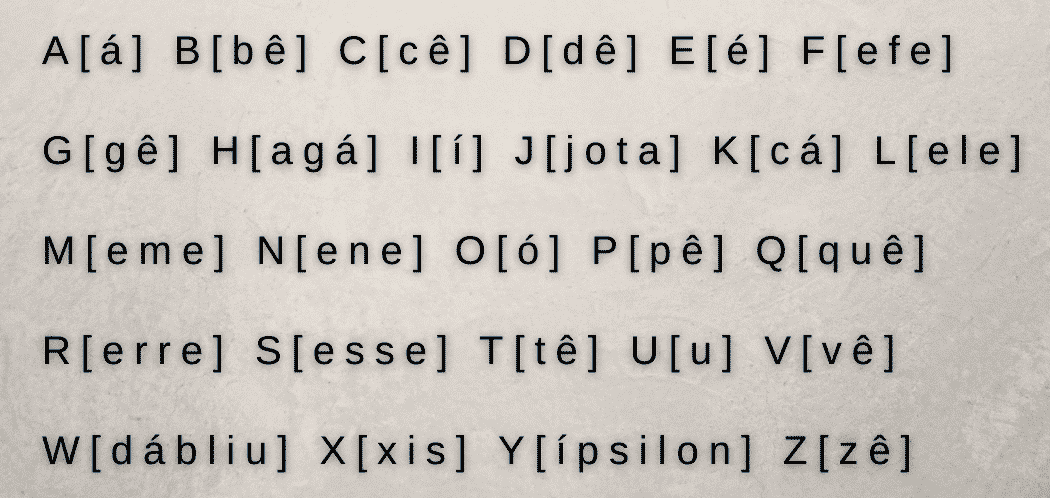 A[á] B[bê] C[cê] D[dê] E[é] F[efe]
G[gê] H[agá] I[í] J[jota] K[cá] L[ele]
M[eme] N[ene] O[ó] P[pê] Q[quê]
R[erre] S[esse] T[tê] U[u] V[vê]
W[dábliu] X[xis] Y[ípsilon] Z[zê]